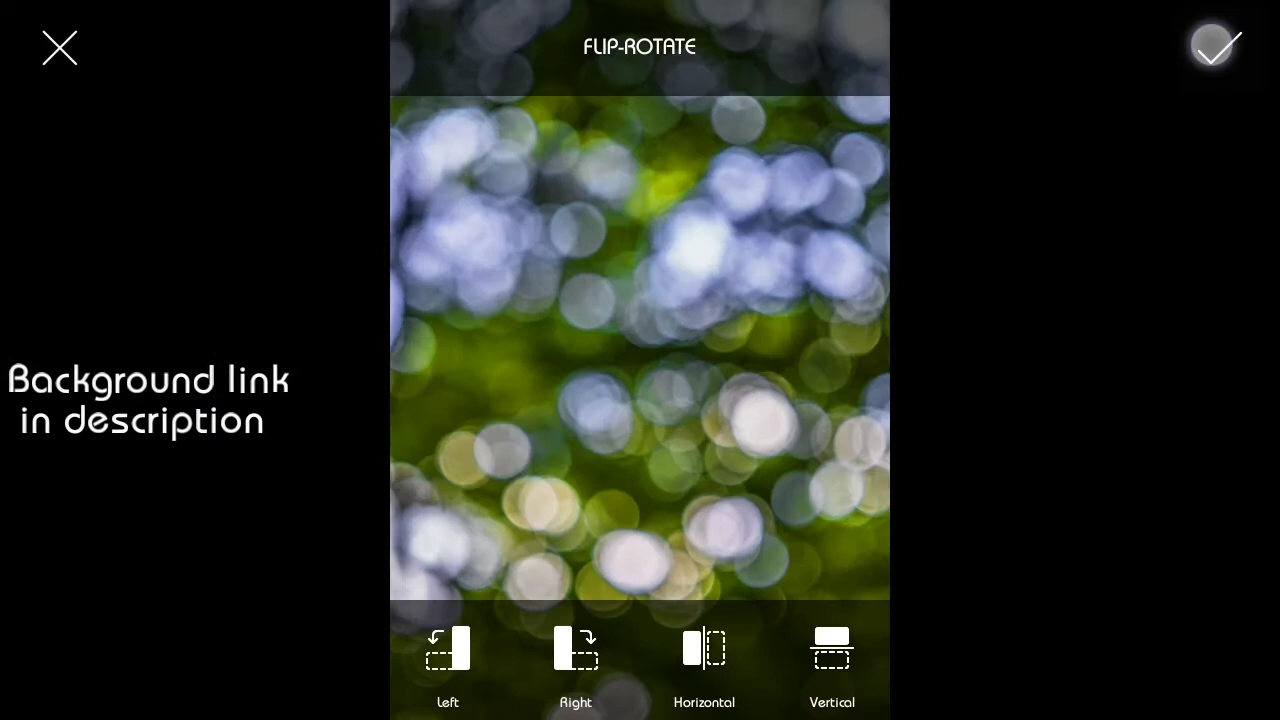 FLIP-ROTATE
Background link
in description
Left
Right
Horizontal
Vertical